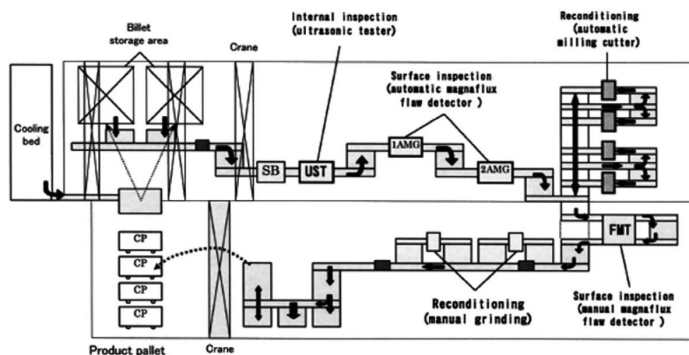 Billet
storage area
Crane
Internal inspection
(ultrasonic tester)
Surface inspection
(automatic magnaflux
flaw detector )
Reconditioning
(automatic
milling cutter)
Cooling
bed
SB
UST
1AMG
2AMG
FMT
CP
CP
CP
CP
Reconditioning
(manual grinding)
Surface inspection
(manual magnaflux
flaw detector )
Product pallet
Crane